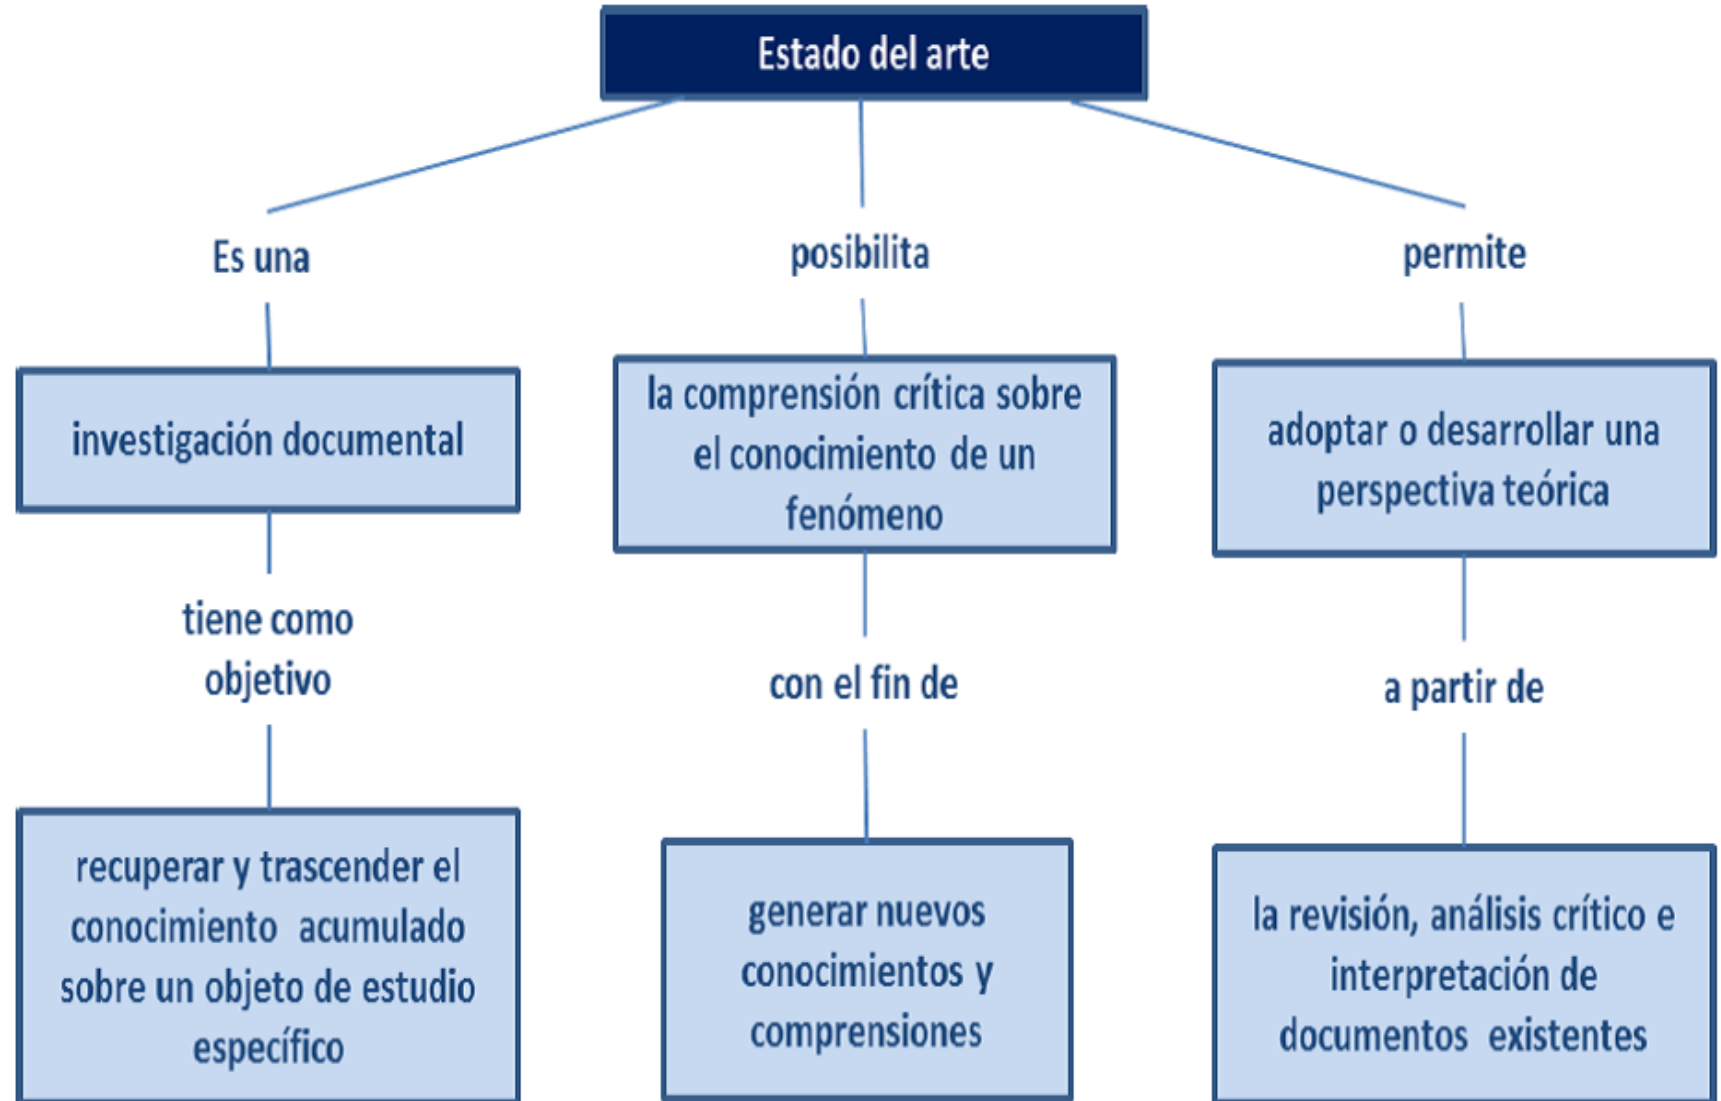 Estado del arte
Es una
posibilita
permite
investigación documental
la comprensión crítica sobre
el conocimiento de un
fenómeno
adoptar o desarrollar una
perspectiva teórica
tiene como
objetivo
con el fin de
a partir de
recuperar y trascender el
conocimiento acumulado
sobre un objeto de estudio
específico
generar nuevos
conocimientos y
comprensiones
la revisión, análisis crítico e
interpretación de
documentos existentes